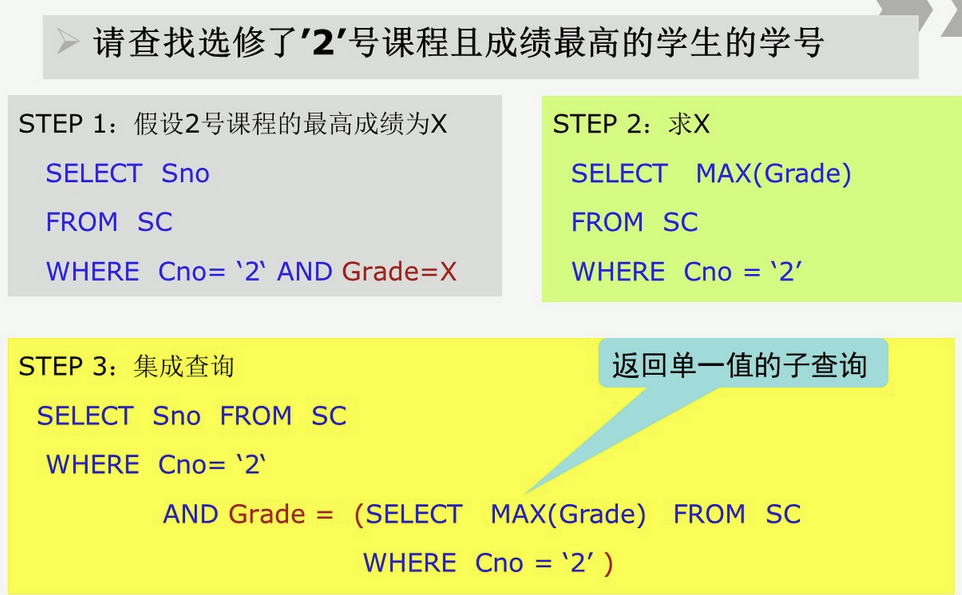 请查找选修了’2’号课程且成绩最高的学生的学号
STEP 1：假设2号课程的最高成绩为X
SELECT Sno
FROM SC
WHERE Cno= ‘2‘ AND Grade=X
STEP 2：求X
SELECT MAX(Grade)
FROM SC
WHERE Cno = ‘2’
STEP 3：集成查询
返回单一值的子查询
SELECT Sno FROM SC
WHERE Cno= ‘2‘
AND Grade = (SELECT MAX(Grade) FROM SC
WHERE Cno = ‘2’ )